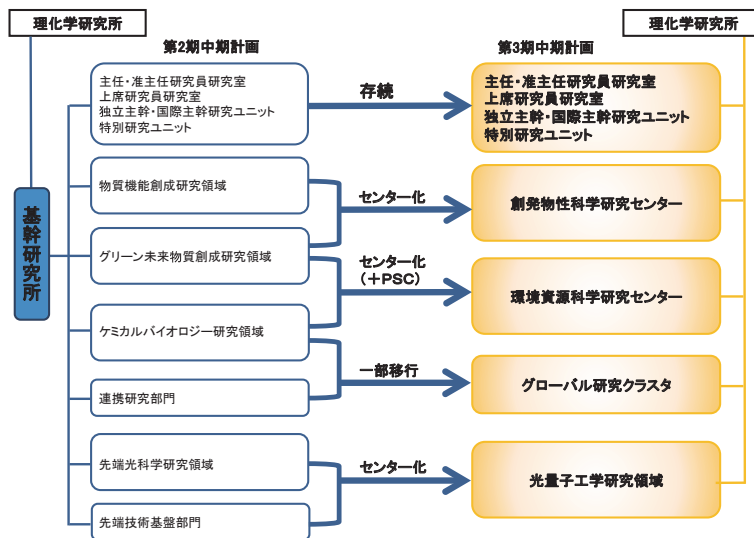 理化学研究所
理化学研究所
第2期中期計画
第3期中期計画
基幹研究所
主任・准主任研究員研究室
上席研究員研究室
独立主幹・国際主幹研究ユニット
特別研究ユニット
存続
主任・准主任研究員研究室
上席研究員研究室
独立主幹・国際主幹研究ユニット
特別研究ユニット
物質機能創成研究領域
センター化
創発物性科学研究センター
グリーン未来物質創成研究領域
センター化
(+PSC)
環境資源科学研究センター
ケミカルバイオロジー研究領域
一部移行
グローバル研究クラスタ
連携研究部門
先端光科学研究領域
センター化
光量子工学研究領域
先端技術基盤部門